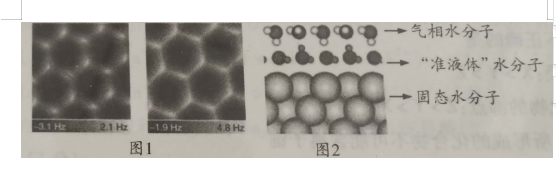 气相水分子
“准液体”水分子
固态水分子
-3.1 Hz 2.1 Hz
-1.9 Hz 4.8 Hz
图1
图2